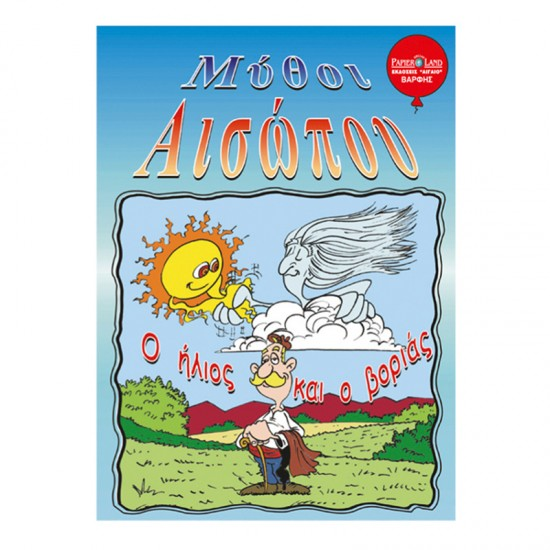 Μύθοι
Αισώπου
PAPIER LAND
ΕΚΔΟΣΕΙΣ "ΑΙΓΑΙΟ"
ΒΑΡΦΗΣ
Ο ήλιος
και ο βοριάς